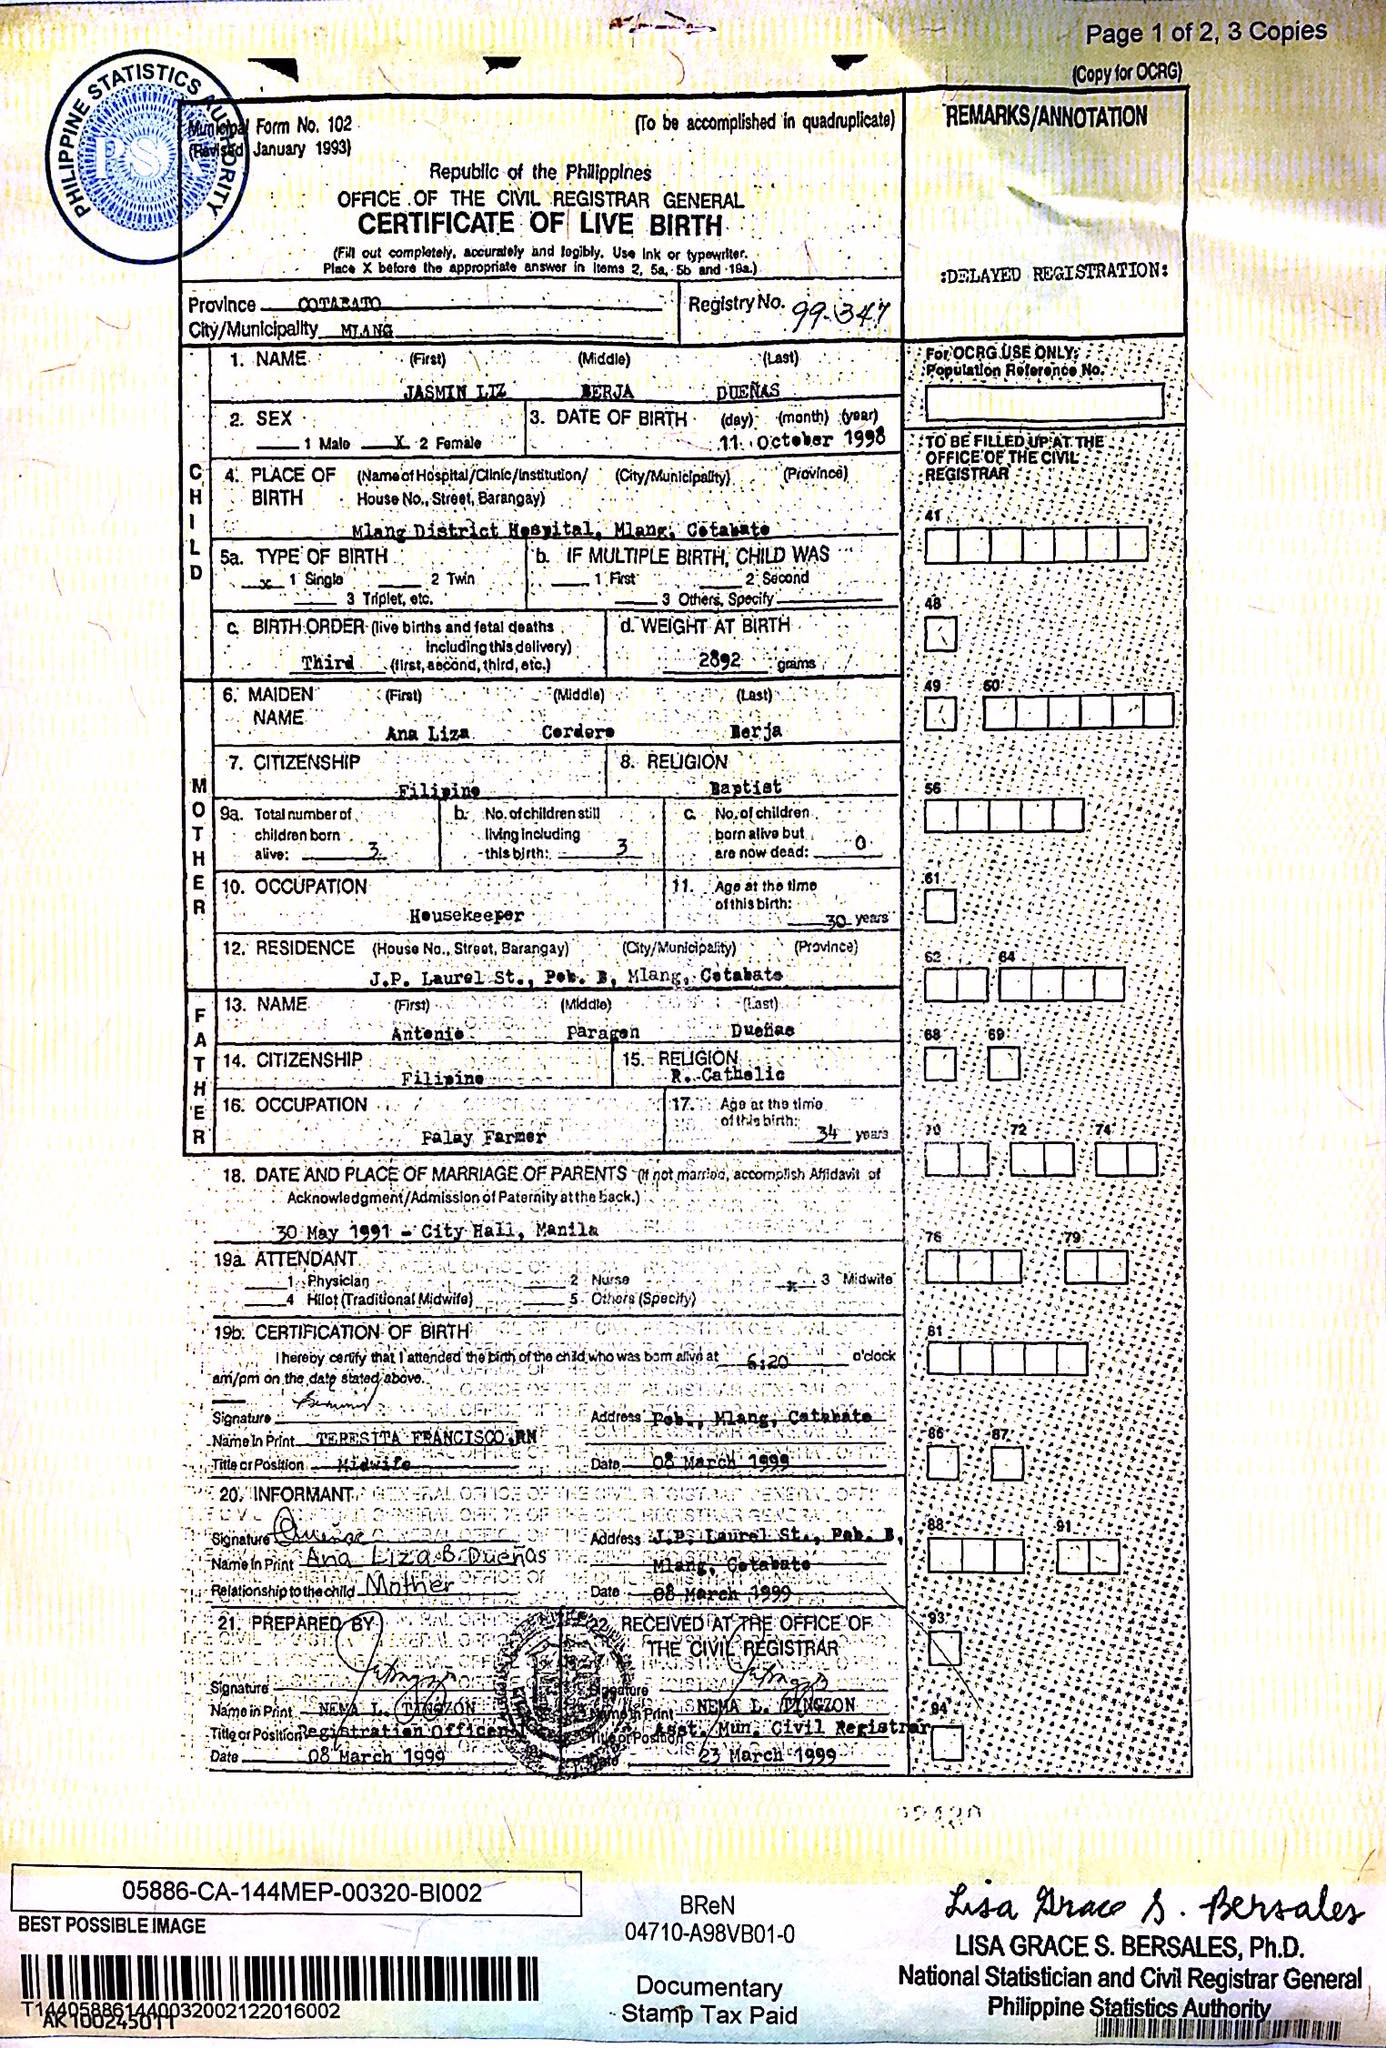 Page 1 of 2, 3 Copies
(Copy for OCRG)
PHILIPPINE STATISTICS AUTHORITY
PSA
Municipal Form No. 102
(Revised January 1993)
(To be accomplished in quadruplicate)
REMARKS/ANNOTATION
Republic of the Philippines
OFFICE OF THE CIVIL REGISTRAR GENERAL
CERTIFICATE OF LIVE BIRTH
(Fill out completely, accurately and legibly. Use ink or typewriter.
Place X before the appropriate answer in items 2, 5a, 5b and 19a.)
:DELAYED REGISTRATION:
Province COTABATO
City/Municipality MLANG
Registry No. 99-347
CHILD
1. NAME (First) (Middle) (Last)
JASMIN LIZ BERJA DUEÑAS
For OCRG USE ONLY:
Population Reference No.
2. SEX
1 Male X 2 Female
3. DATE OF BIRTH (day) (month) (year)
11 October 1998
TO BE FILLED UP AT THE
OFFICE OF THE CIVIL
REGISTRAR
4. PLACE OF BIRTH (Name of Hospital/Clinic/Institution/ (City/Municipality) (Province)
House No., Street, Barangay)
Mlang District Hospital, Mlang, Cotabato
41
5a. TYPE OF BIRTH
x 1 Single 2 Twin
3 Triplet, etc.
b. IF MULTIPLE BIRTH, CHILD WAS
1 First 2 Second
3 Others, Specify
48
c. BIRTH ORDER (live births and fetal deaths
including this delivery)
Third (first, second, third, etc.)
d. WEIGHT AT BIRTH
2892 grams
MOTHER
6. MAIDEN NAME (First) (Middle) (Last)
Ana Liza Cordero Berja
49 50
7. CITIZENSHIP
Filipino
8. RELIGION
Baptist
56
9a. Total number of
children born
alive: 3
b. No. of children still
living including
this birth: 3
c. No. of children
born alive but
are now dead: 0
10. OCCUPATION
Housekeeper
11. Age at the time
of this birth:
30 years
61
12. RESIDENCE (House No., Street, Barangay) (City/Municipality) (Province)
J.P. Laurel St., Pob. B, Mlang, Cotabato
62 64
FATHER
13. NAME (First) (Middle) (Last)
Antonio Paragon Dueñas
68 69
14. CITIZENSHIP
Filipino
15. RELIGION
R. Catholic
16. OCCUPATION
Palay Farmer
17. Age at the time
of this birth:
34 years
70 72 74
18. DATE AND PLACE OF MARRIAGE OF PARENTS (If not married, accomplish Affidavit of
Acknowledgment/Admission of Paternity at the back.)
30 May 1991 - City Hall, Manila
76 79
19a. ATTENDANT
1 Physician 2 Nurse x 3 Midwife
4 Hilot (Traditional Midwife) 5 Others (Specify)
19b. CERTIFICATION OF BIRTH
I hereby certify that I attended the birth of the child who was born alive at 6:20 o'clock
am/pm on the date stated above.
81
Signature
Name in Print TERESITA FRANCISCO, RM
Title or Position Midwife
Address Pob., Mlang, Cotabato
Date 08 March 1999
86 87
20. INFORMANT
Signature Dueñas
Name in Print Ana Liza B. Dueñas
Relationship to the child Mother
Address J.P. Laurel St., Pob. B,
Mlang, Cotabato
Date 08 March 1999
88 91
21. PREPARED BY
Signature
Name in Print NEMA L. TINGZON
Title or Position Registration Officer
Date 08 March 1999
22. RECEIVED AT THE OFFICE OF
THE CIVIL REGISTRAR
Signature
Name in Print NEMA L. TINGZON
Title or Position Asst. Mun. Civil Registrar
Date 23 March 1999
93
94
05886-CA-144MEP-00320-BI002
BEST POSSIBLE IMAGE
T144058861440032002122016002
AK100245011
BReN
04710-A98VB01-0
Documentary
Stamp Tax Paid
Lisa Grace S. Bersales
LISA GRACE S. BERSALES, Ph.D.
National Statistician and Civil Registrar General
Philippine Statistics Authority